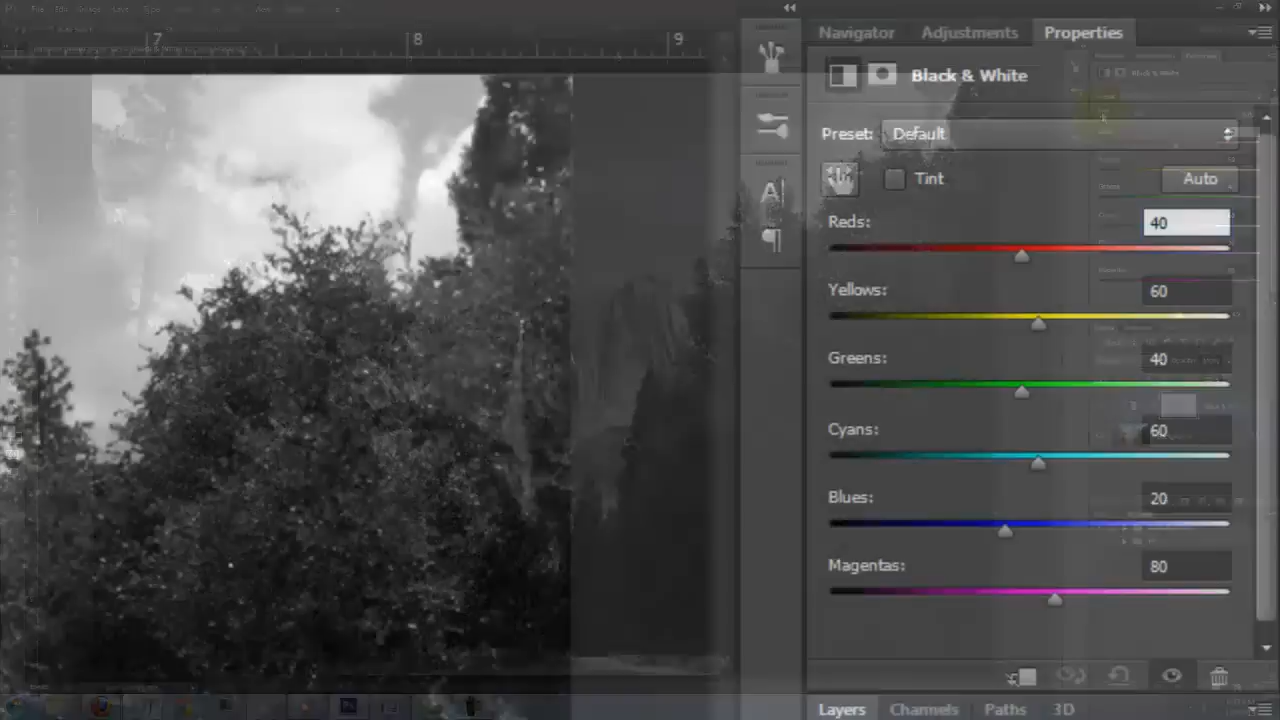 7 8 9
Navigator Adjustments Properties
Black & White
Preset: Default
Tint Auto
Reds: 40
Yellows: 60
Greens: 40
Cyans: 60
Blues: 20
Magentas: 80
Layers Channels Paths 3D